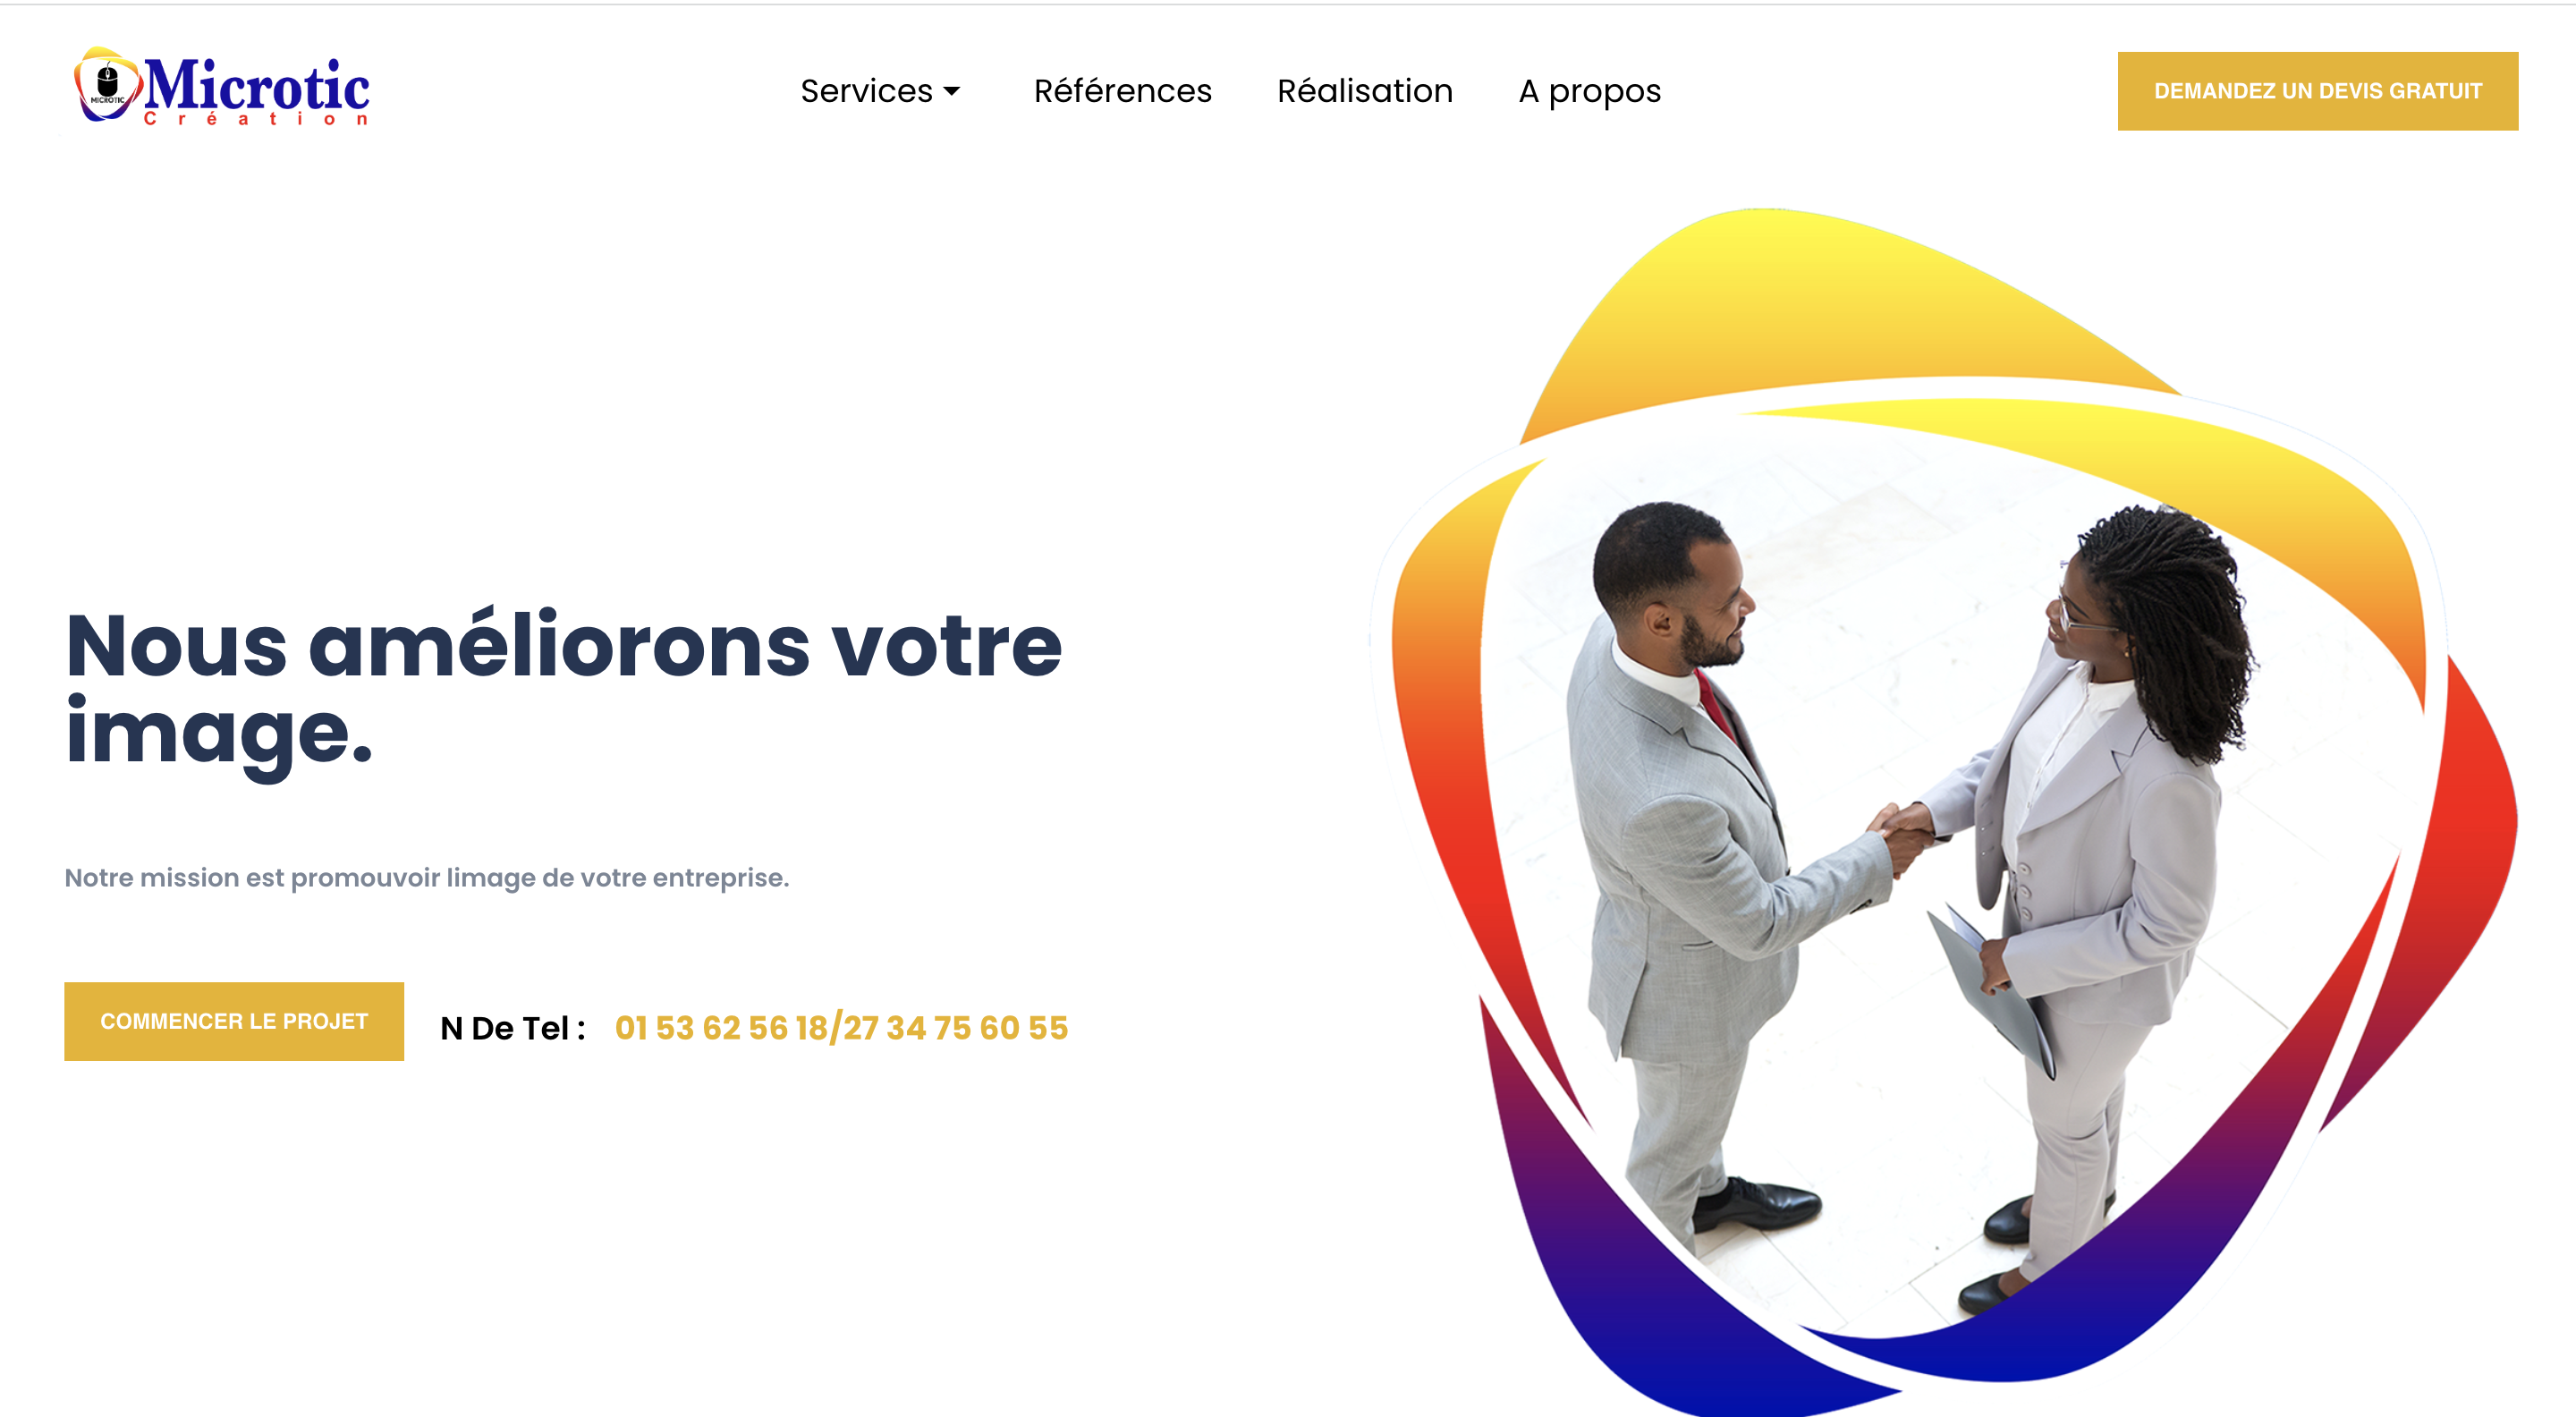 MICROTIC
Microtic
Création
Services
Références
Réalisation
A propos
DEMANDEZ UN DEVIS GRATUIT
Nous améliorons votre
image.
Notre mission est promouvoir limage de votre entreprise.
COMMENCER LE PROJET
N De Tel :
01 53 62 56 18/27 34 75 60 55